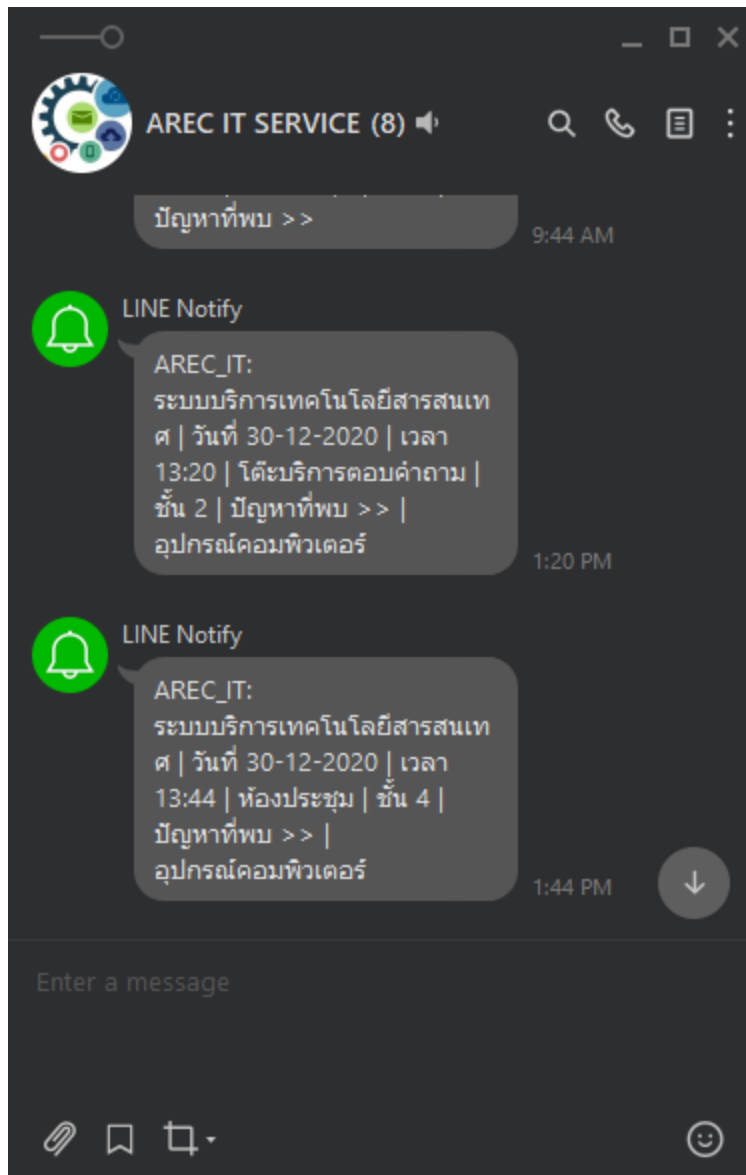 AREC IT SERVICE (8)
ปัญหาที่พบ >>
9:44 AM
LINE Notify
AREC_IT:
ระบบบริการเทคโนโลยีสารสนเท
ศ | วันที่ 30-12-2020 | เวลา
13:20 | โต๊ะบริการตอบคำถาม |
ชั้น 2 | ปัญหาที่พบ >> |
อุปกรณ์คอมพิวเตอร์
1:20 PM
LINE Notify
AREC_IT:
ระบบบริการเทคโนโลยีสารสนเท
ศ | วันที่ 30-12-2020 | เวลา
13:44 | ห้องประชุม | ชั้น 4 |
ปัญหาที่พบ >> |
อุปกรณ์คอมพิวเตอร์
1:44 PM
Enter a message